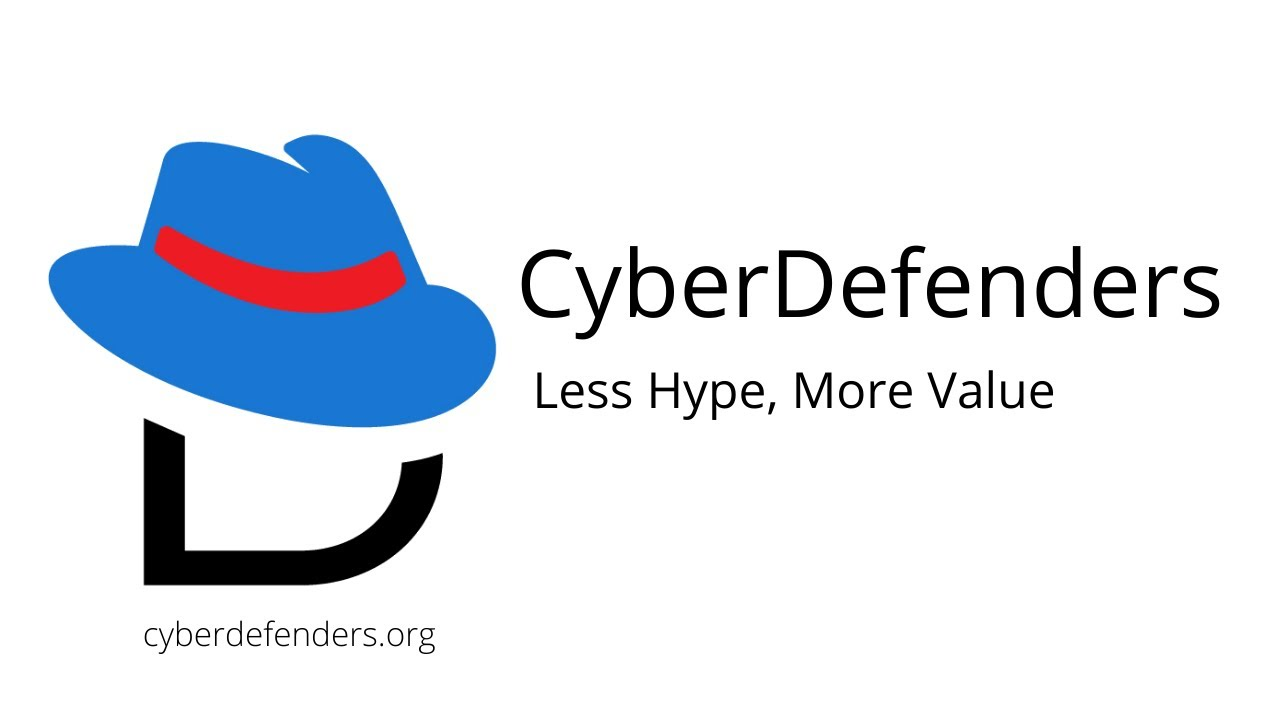 CyberDefenders
Less Hype, More Value
D
cyberdefenders.org